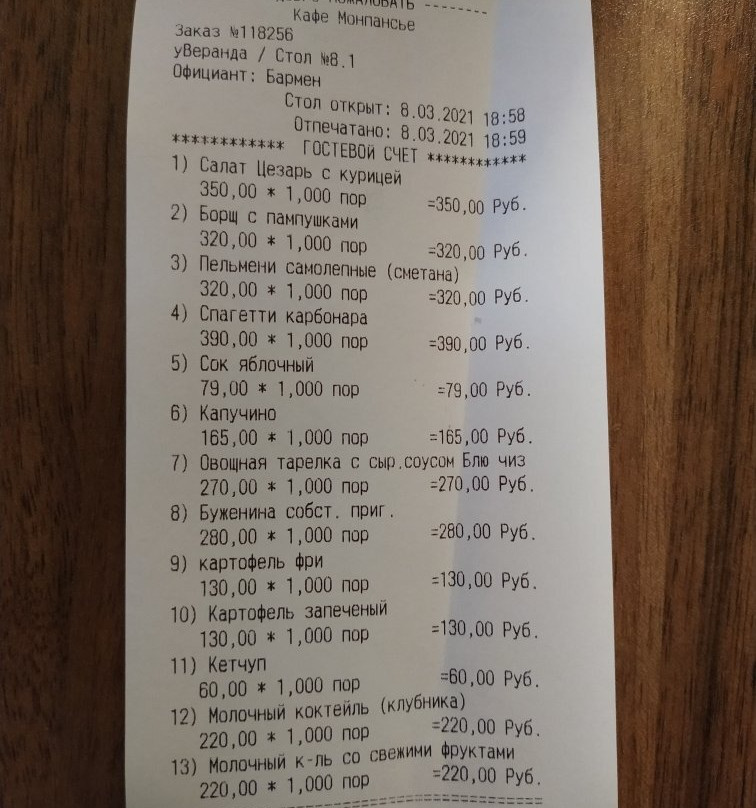 ПОЖАЛОВАТЬ --------
Кафе Монпансье
Заказ №118256
уВеранда / Стол №8.1
Официант: Бармен
Стол открыт: 8.03.2021 18:58
Отпечатано: 8.03.2021 18:59
************ ГОСТЕВОЙ СЧЕТ ************
1) Салат Цезарь с курицей
350,00 * 1,000 пор =350,00 Руб.
2) Борщ с пампушками
320,00 * 1,000 пор =320,00 Руб.
3) Пельмени самолепные (сметана)
320,00 * 1,000 пор =320,00 Руб.
4) Спагетти карбонара
390,00 * 1,000 пор =390,00 Руб.
5) Сок яблочный
79,00 * 1,000 пор =79,00 Руб.
6) Капучино
165,00 * 1,000 пор =165,00 Руб.
7) Овощная тарелка с сыр.соусом Блю чиз
270,00 * 1,000 пор =270,00 Руб.
8) Буженина собст. приг.
280,00 * 1,000 пор =280,00 Руб.
9) картофель фри
130,00 * 1,000 пор =130,00 Руб.
10) Картофель запеченый
130,00 * 1,000 пор =130,00 Руб.
11) Кетчуп
60,00 * 1,000 пор =60,00 Руб.
12) Молочный коктейль (клубника)
220,00 * 1,000 пор =220,00 Руб.
13) Молочный к-ль со свежими фруктами
220,00 * 1,000 пор =220,00 Руб.